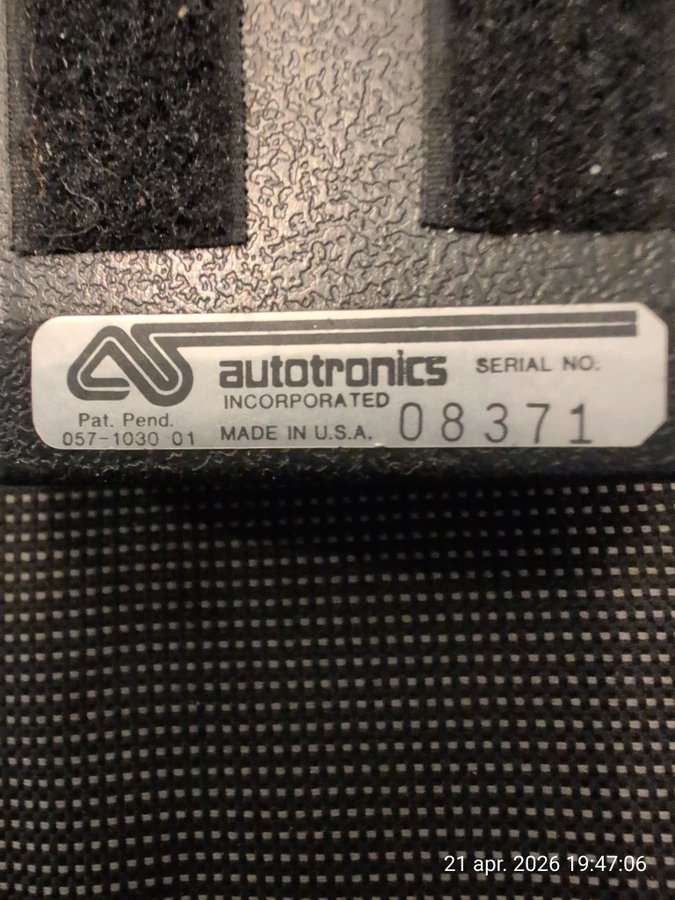 autotronics
SERIAL NO.
INCORPORATED
08371
Pat. Pend.
057-1030 01
MADE IN U.S.A.
21 apr. 2026 19:47:06